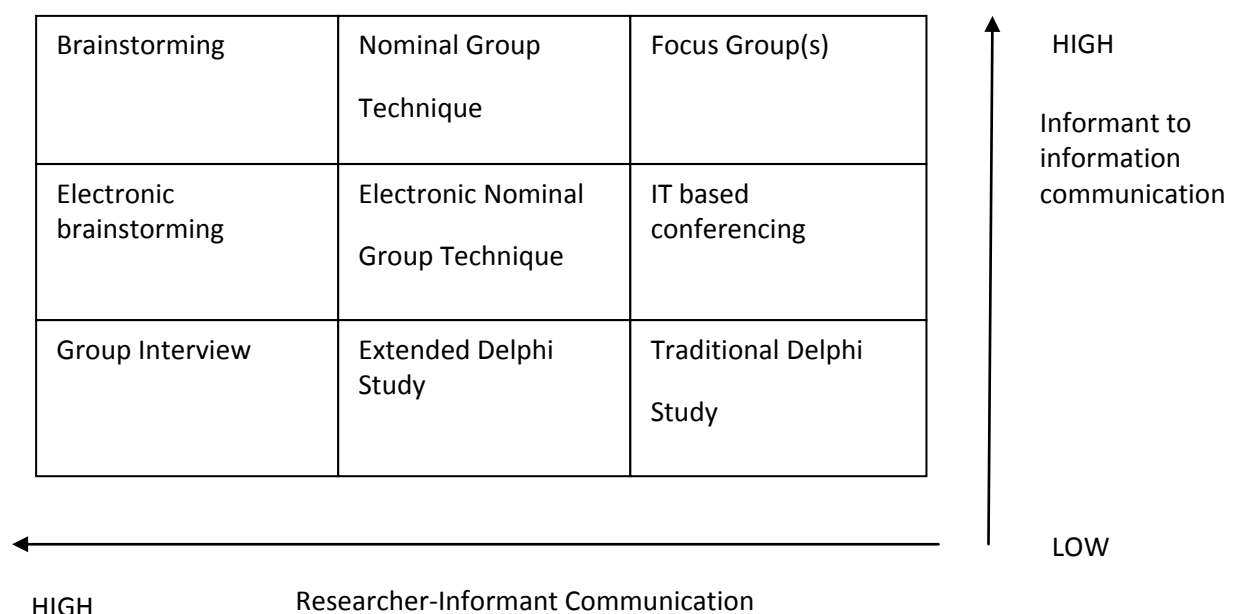 Brainstorming
Nominal Group
Technique
Focus Group(s)
HIGH
Informant to
information
communication
Electronic
brainstorming
Electronic Nominal
Group Technique
IT based
conferencing
Group Interview
Extended Delphi
Study
Traditional Delphi
Study
LOW
HIGH
Researcher-Informant Communication